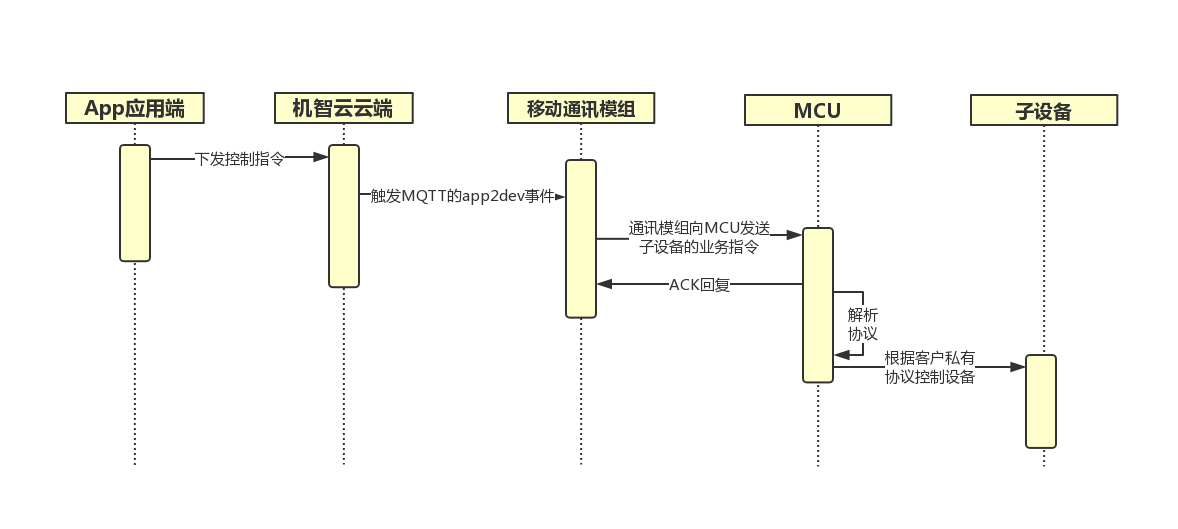 App应用端
机智云云端
移动通讯模组
MCU
子设备
下发控制指令
触发MQTT的app2dev事件
通讯模组向MCU发送
子设备的业务指令
ACK回复
解析
协议
根据客户私有
协议控制设备